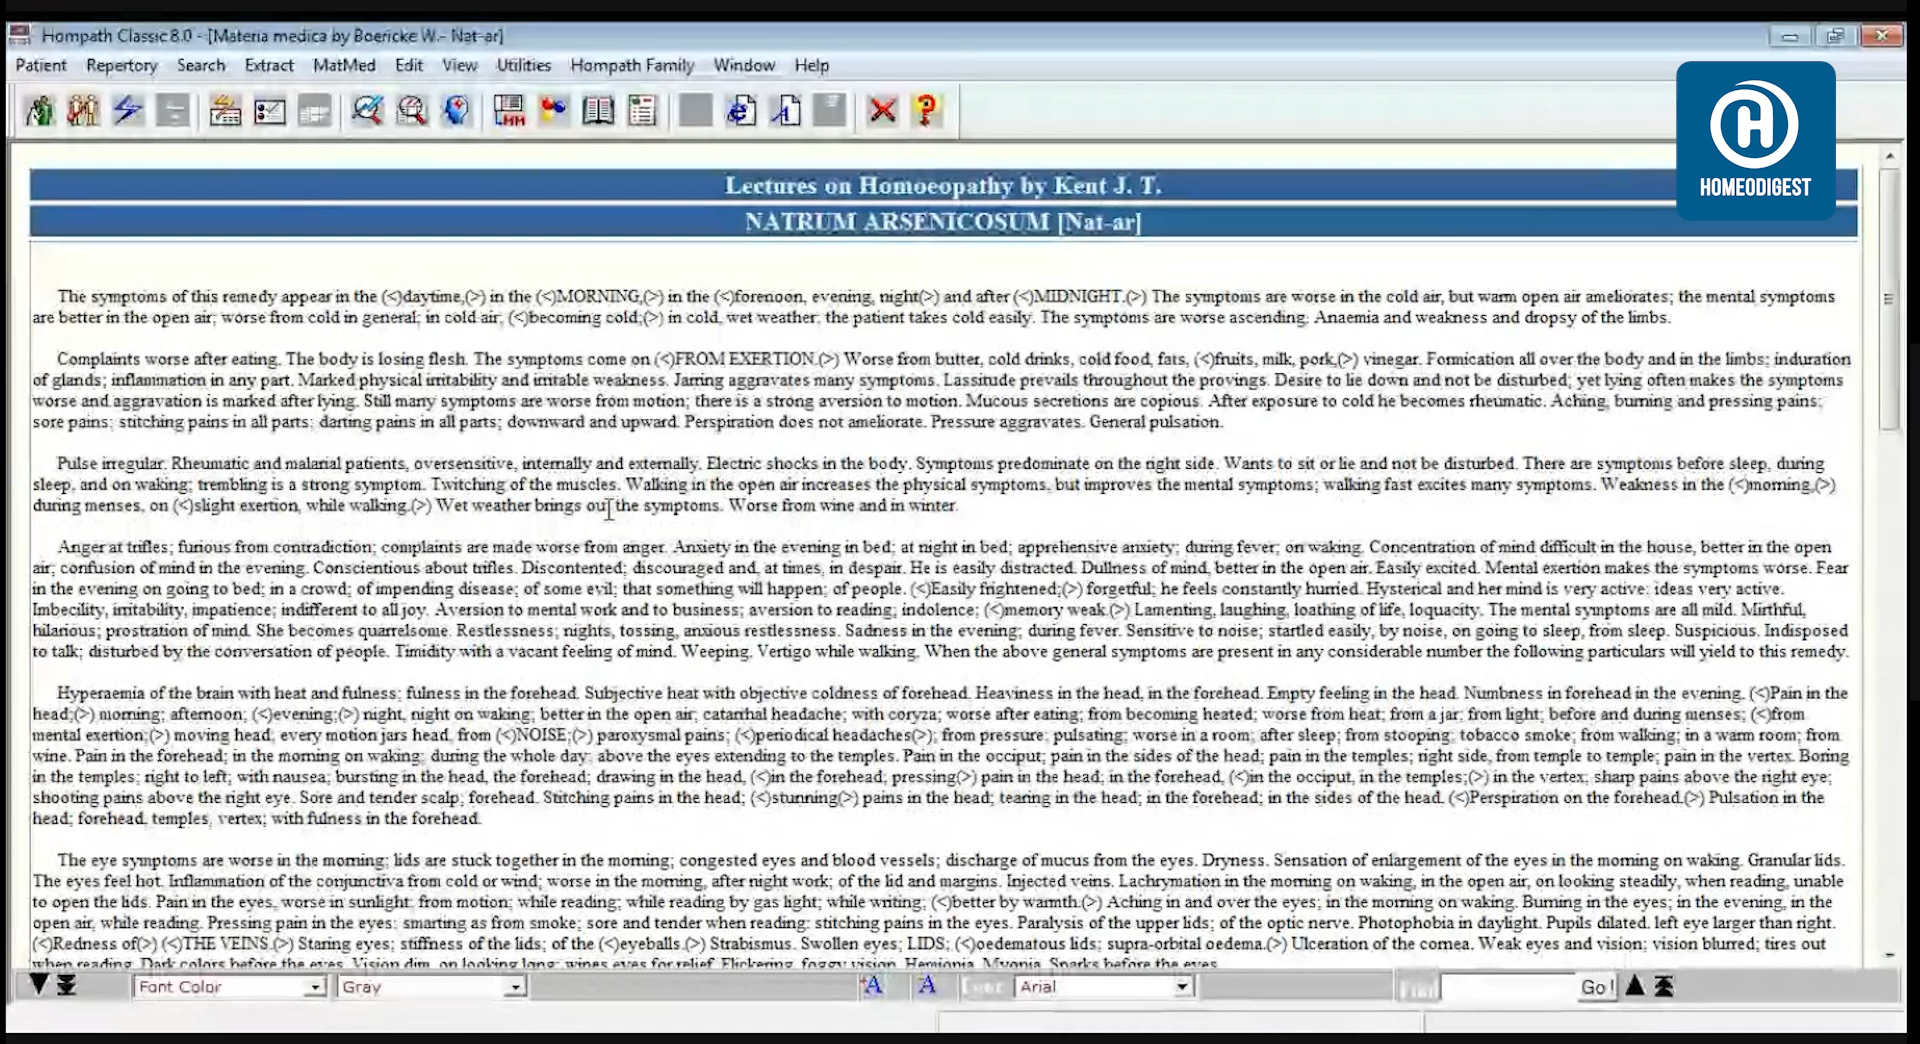 Hompath Classic 8.0 - [Materia medica by Boericke W.- Nat-ar]
Patient Repertory Search Extract MatMed Edit View Utilities Hompath Family Window Help
HOMEODIGEST
Lectures on Homoeopathy by Kent J. T.
NATRUM ARSENICOSUM [Nat-ar]
The symptoms of this remedy appear in the (<)daytime,(>) in the (<)MORNING,(>) in the (<)forenoon, evening, night(>) and after (<)MIDNIGHT.(>) The symptoms are worse in the cold air, but warm open air ameliorates; the mental symptoms
are better in the open air; worse from cold in general; in cold air, (<)becoming cold;(>) in cold, wet weather; the patient takes cold easily. The symptoms are worse ascending. Anaemia and weakness and dropsy of the limbs.
Complaints worse after eating. The body is losing flesh. The symptoms come on (<)FROM EXERTION.(>) Worse from butter, cold drinks, cold food, fats, (<)fruits, milk, pork,(>) vinegar. Formication all over the body and in the limbs; induration
of glands; inflammation in any part. Marked physical irritability and irritable weakness. Jarring aggravates many symptoms. Lassitude prevails throughout the provings. Desire to lie down and not be disturbed; yet lying often makes the symptoms
worse and aggravation is marked after lying. Still many symptoms are worse from motion; there is a strong aversion to motion. Mucous secretions are copious. After exposure to cold he becomes rheumatic. Aching, burning and pressing pains;
sore pains; stitching pains in all parts; darting pains in all parts; downward and upward. Perspiration does not ameliorate. Pressure aggravates. General pulsation.
Pulse irregular. Rheumatic and malarial patients, oversensitive, internally and externally. Electric shocks in the body. Symptoms predominate on the right side. Wants to sit or lie and not be disturbed. There are symptoms before sleep, during
sleep, and on waking; trembling is a strong symptom. Twitching of the muscles. Walking in the open air increases the physical symptoms, but improves the mental symptoms; walking fast excites many symptoms. Weakness in the (<)morning,(>)
during menses, on (<)slight exertion, while walking.(>) Wet weather brings out the symptoms. Worse from wine and in winter.
Anger at trifles; furious from contradiction; complaints are made worse from anger. Anxiety in the evening in bed; at night in bed; apprehensive anxiety; during fever; on waking. Concentration of mind difficult in the house, better in the open
air; confusion of mind in the evening. Conscientious about trifles. Discontented; discouraged and, at times, in despair. He is easily distracted. Dullness of mind, better in the open air. Easily excited. Mental exertion makes the symptoms worse. Fear
in the evening on going to bed; in a crowd; of impending disease; of some evil; that something will happen; of people. (<)Easily frightened;(>) forgetful; he feels constantly hurried. Hysterical and her mind is very active; ideas very active.
Imbecility, irritability, impatience; indifferent to all joy. Aversion to mental work and to business; aversion to reading; indolence; (<)memory weak.(>) Lamenting, laughing, loathing of life, loquacity. The mental symptoms are all mild. Mirthful,
hilarious; prostration of mind. She becomes quarrelsome. Restlessness; nights, tossing, anxious restlessness. Sadness in the evening; during fever. Sensitive to noise; startled easily, by noise, on going to sleep, from sleep. Suspicious. Indisposed
to talk; disturbed by the conversation of people. Timidity with a vacant feeling of mind. Weeping. Vertigo while walking. When the above general symptoms are present in any considerable number the following particulars will yield to this remedy.
Hyperaemia of the brain with heat and fulness; fulness in the forehead. Subjective heat with objective coldness of forehead. Heaviness in the head, in the forehead. Empty feeling in the head. Numbness in forehead in the evening. (<)Pain in the
head;(>) morning; afternoon; (<)evening;(>) night, night on waking; better in the open air; catarrhal headache; with coryza; worse after eating; from becoming heated; worse from heat; from a jar; from light; before and during menses; (<)from
mental exertion;(>) moving head; every motion jars head, from (<)NOISE;(>) paroxysmal pains; (<)periodical headaches(>); from pressure; pulsating; worse in a room; after sleep; from stooping; tobacco smoke; from walking; in a warm room; from
wine. Pain in the forehead; in the morning on waking; during the whole day; above the eyes extending to the temples. Pain in the occiput; pain in the sides of the head; pain in the temples; right side, from temple to temple; pain in the vertex. Boring
in the temples; right to left; with nausea; bursting in the head, the forehead; drawing in the head, (<)in the forehead; pressing(>) pain in the head; in the forehead, (<)in the occiput, in the temples;(>) in the vertex; sharp pains above the right eye;
shooting pains above the right eye. Sore and tender scalp; forehead. Stitching pains in the head; (<)stunning(>) pains in the head; tearing in the head; in the forehead; in the sides of the head. (<)Perspiration on the forehead.(>) Pulsation in the
head; forehead, temples, vertex; with fulness in the forehead.
The eye symptoms are worse in the morning; lids are stuck together in the morning; congested eyes and blood vessels; discharge of mucus from the eyes. Dryness. Sensation of enlargement of the eyes in the morning on waking. Granular lids.
The eyes feel hot. Inflammation of the conjunctiva from cold or wind; worse in the morning, after night work; of the lid and margins. Injected veins. Lachrymation in the morning on waking, in the open air, on looking steadily, when reading, unable
to open the lids. Pain in the eyes, worse in sunlight; from motion; while reading; while reading by gas light; while writing; (<)better by warmth.(>) Aching in and over the eyes; in the morning on waking. Burning in the eyes; in the evening, in the
open air, while reading. Pressing pain in the eyes; smarting as from smoke; sore and tender when reading; stitching pains in the eyes. Paralysis of the upper lids; of the optic nerve. Photophobia in daylight. Pupils dilated. left eye larger than right.
(<)Redness of(>) (<)THE VEINS.(>) Staring eyes; stiffness of the lids; of the (<)eyeballs.(>) Strabismus. Swollen eyes; LIDS; (<)oedematous lids; supra-orbital oedema.(>) Ulceration of the cornea. Weak eyes and vision; vision blurred; tires out
when reading. Dark colors before the eyes. Vision dim, on looking long; wipes eyes for relief. Flickering, foggy vision. Hemiopia. Myopia. Sparks before the eyes.
Font Color Gray Arial Go!